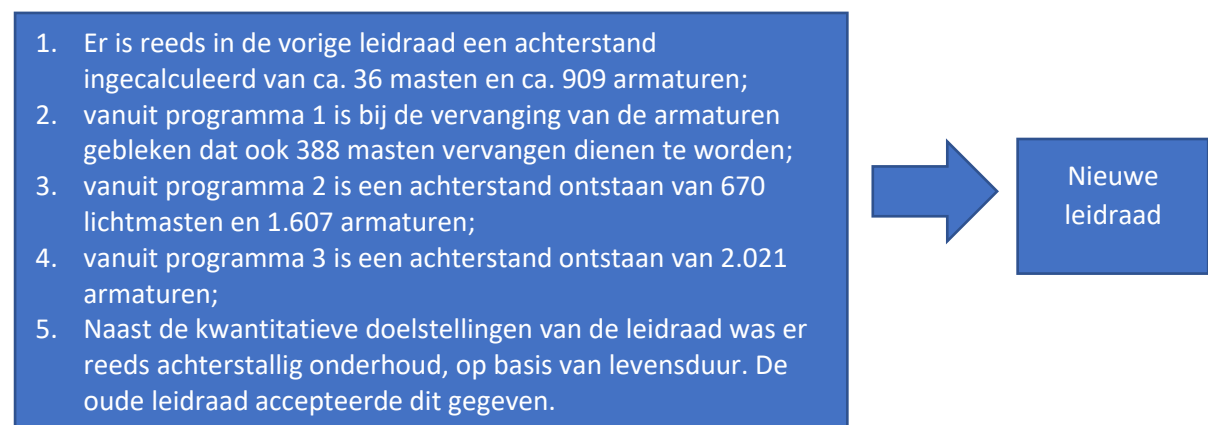 1. Er is reeds in de vorige leidraad een achterstand
ingecalculeerd van ca. 36 masten en ca. 909 armaturen;
2. vanuit programma 1 is bij de vervanging van de armaturen
gebleken dat ook 388 masten vervangen dienen te worden;
3. vanuit programma 2 is een achterstand ontstaan van 670
lichtmasten en 1.607 armaturen;
4. vanuit programma 3 is een achterstand ontstaan van 2.021
armaturen;
5. Naast de kwantitatieve doelstellingen van de leidraad was er
reeds achterstallig onderhoud, op basis van levensduur. De
oude leidraad accepteerde dit gegeven.
Nieuwe
leidraad